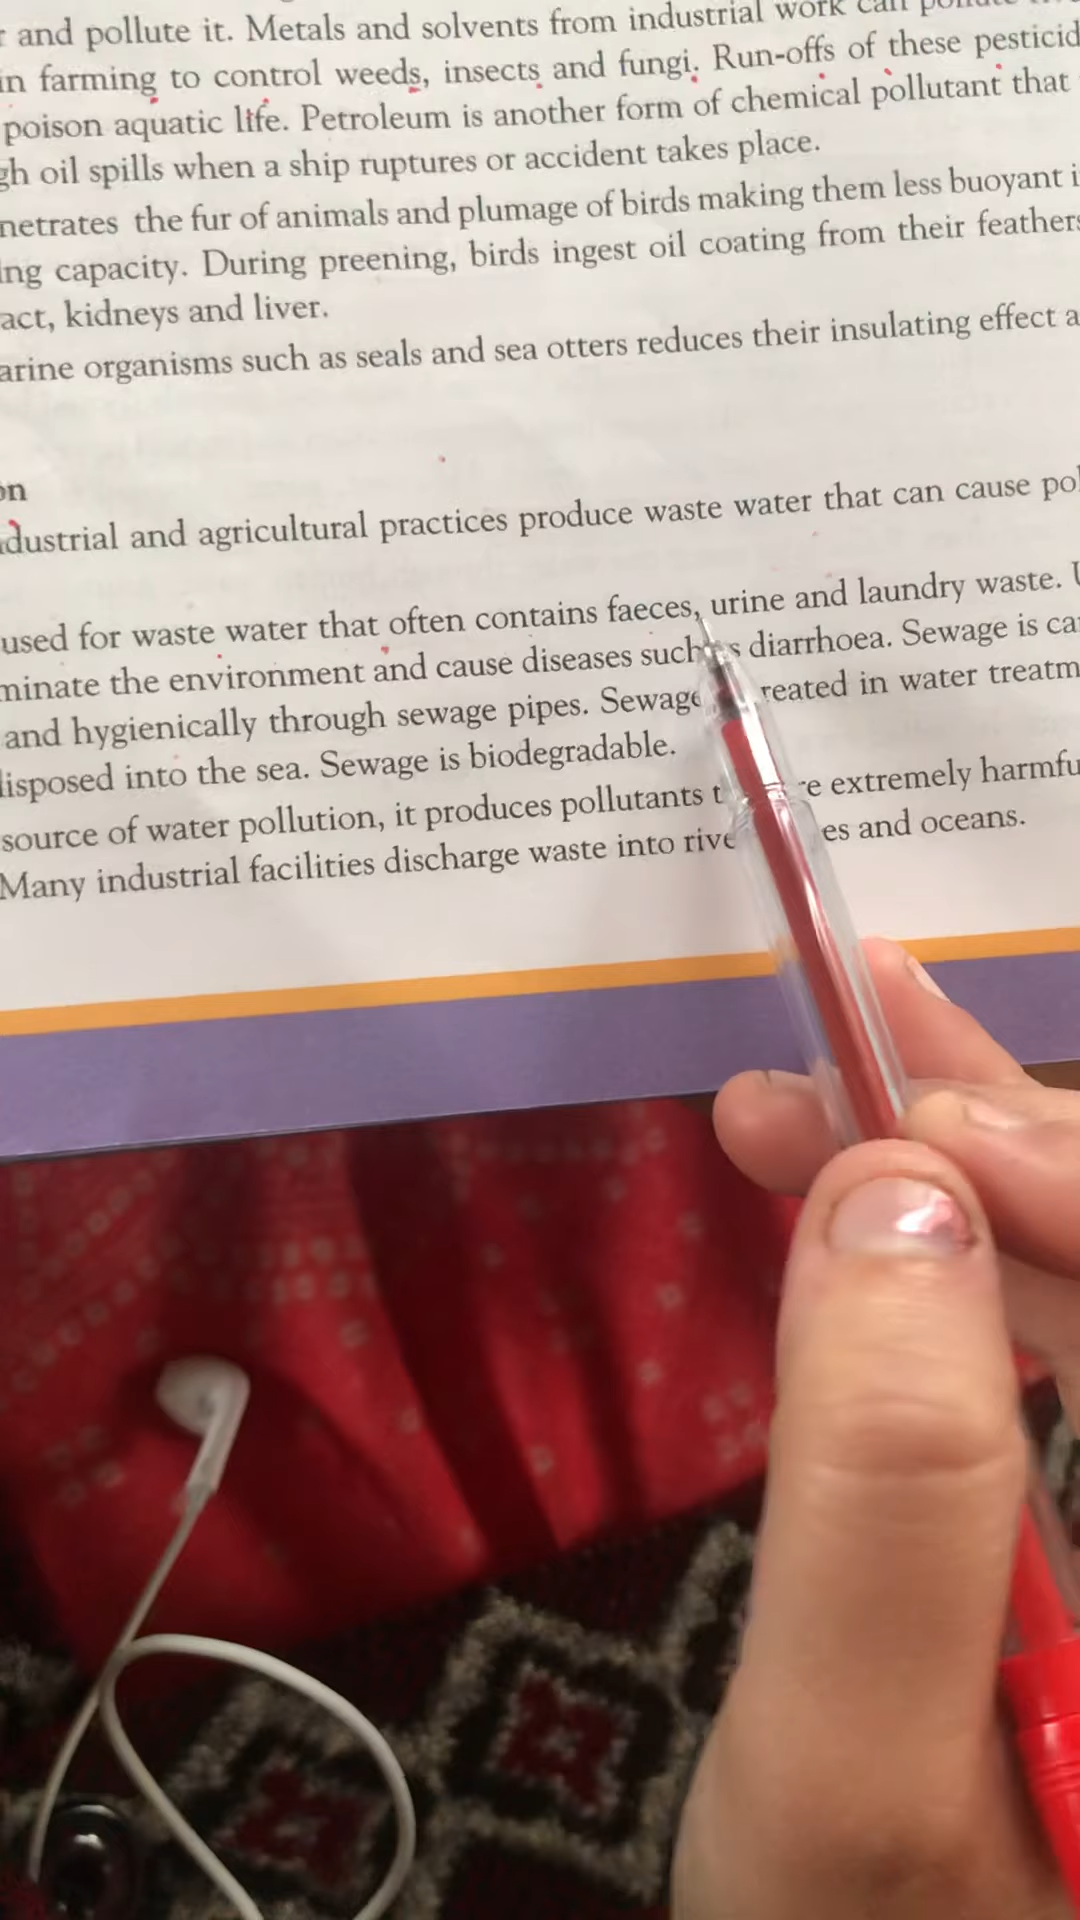 and pollute it. Metals and solvents from industrial work can
in farming to control weeds, insects and fungi. Run-offs of these pesticid
poison aquatic life. Petroleum is another form of chemical pollutant that
gh oil spills when a ship ruptures or accident takes place.
netrates the fur of animals and plumage of birds making them less buoyant i
ing capacity. During preening, birds ingest oil coating from their feathers
act, kidneys and liver.
arine organisms such as seals and sea otters reduces their insulating effect a
on
dustrial and agricultural practices produce waste water that can cause pol
used for waste water that often contains faeces, urine and laundry waste. U
minate the environment and cause diseases such s diarrhoea. Sewage is ca
and hygienically through sewage pipes. Sewage reated in water treatm
disposed into the sea. Sewage is biodegradable.
source of water pollution, it produces pollutants t re extremely harmfu
Many industrial facilities discharge waste into rive es and oceans.